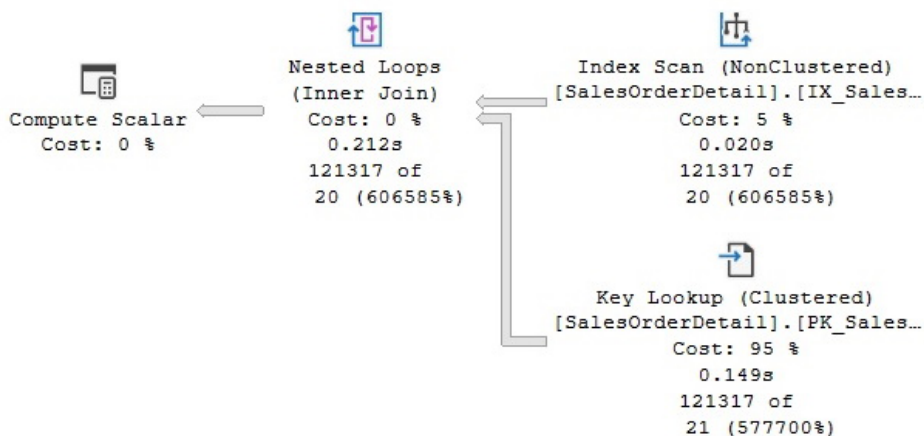 Compute Scalar
Cost: 0 %
Nested Loops
(Inner Join)
Cost: 0 %
0.212s
121317 of
20 (606585%)
Index Scan (NonClustered)
[SalesOrderDetail].[IX_Sales…
Cost: 5 %
0.020s
121317 of
20 (606585%)
Key Lookup (Clustered)
[SalesOrderDetail].[PK_Sales…
Cost: 95 %
0.149s
121317 of
21 (577700%)